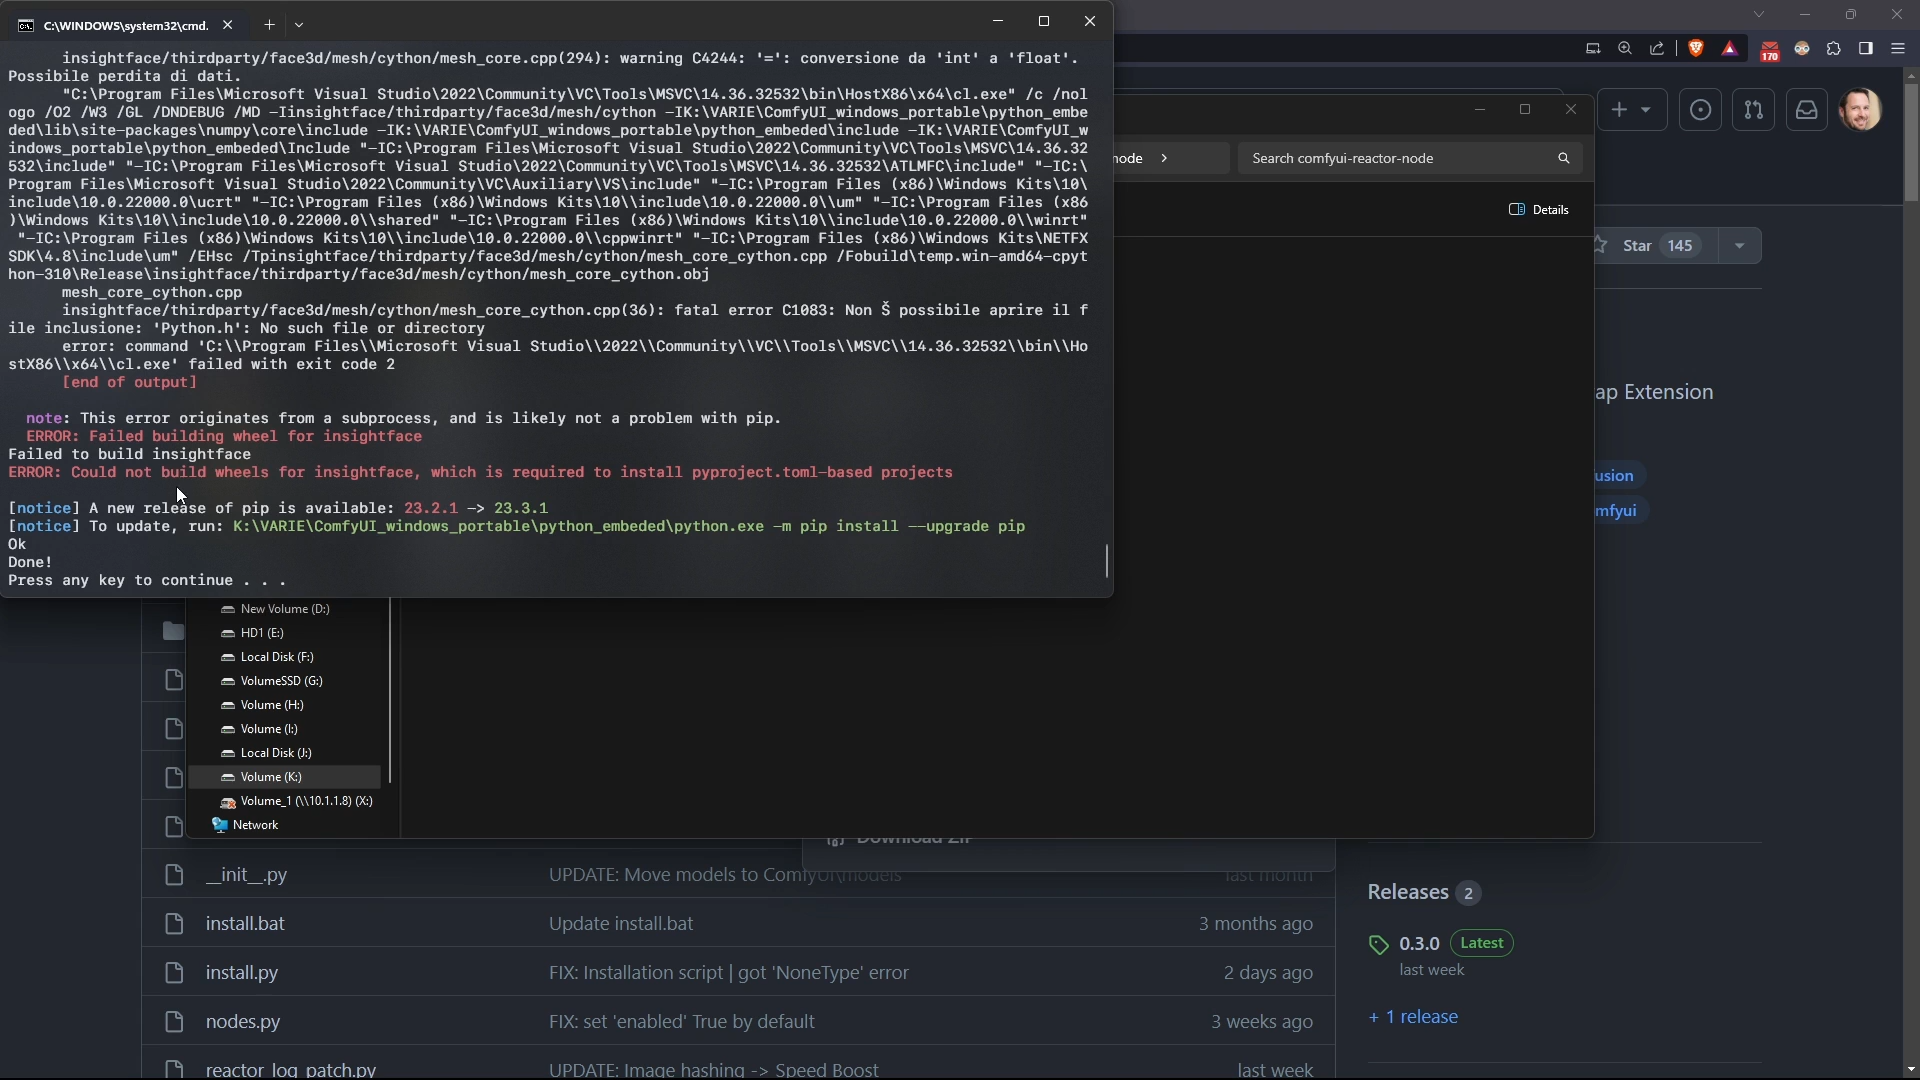 C:\WINDOWS\system32\cmd.
insightface/thirdparty/face3d/mesh/cython/mesh_core.cpp(294): warning C4244: '=': conversione da 'int' a 'float'.
Possibile perdita di dati.
"C:\Program Files\Microsoft Visual Studio\2022\Community\VC\Tools\MSVC\14.36.32532\bin\HostX86\x64\cl.exe" /c /nol
ogo /O2 /W3 /GL /DNDEBUG /MD -Iinsightface/thirdparty/face3d/mesh/cython -IK:\VARIE\ComfyUI_windows_portable\python_embe
ded\lib\site-packages\numpy\core\include -IK:\VARIE\ComfyUI_windows_portable\python_embeded\include -IK:\VARIE\ComfyUI_w
indows_portable\python_embeded\Include "-IC:\Program Files\Microsoft Visual Studio\2022\Community\VC\Tools\MSVC\14.36.32
532\include" "-IC:\Program Files\Microsoft Visual Studio\2022\Community\VC\Tools\MSVC\14.36.32532\ATLMFC\include" "-IC:\
Program Files\Microsoft Visual Studio\2022\Community\VC\Auxiliary\VS\include" "-IC:\Program Files (x86)\Windows Kits\10\
include\10.0.22000.0\ucrt" "-IC:\Program Files (x86)\Windows Kits\10\\include\10.0.22000.0\\um" "-IC:\Program Files (x86
)\Windows Kits\10\\include\10.0.22000.0\\shared" "-IC:\Program Files (x86)\Windows Kits\10\\include\10.0.22000.0\\winrt"
"-IC:\Program Files (x86)\Windows Kits\10\\include\10.0.22000.0\\cppwinrt" "-IC:\Program Files (x86)\Windows Kits\NETFX
SDK\4.8\include\um" /EHsc /Tpinsightface/thirdparty/face3d/mesh/cython/mesh_core_cython.cpp /Fobuild\temp.win-amd64-cpyt
hon-310\Release\insightface/thirdparty/face3d/mesh/cython/mesh_core_cython.obj
mesh_core_cython.cpp
insightface/thirdparty/face3d/mesh/cython/mesh_core_cython.cpp(36): fatal error C1083: Non Š possibile aprire il f
ile inclusione: 'Python.h': No such file or directory
error: command 'C:\\Program Files\\Microsoft Visual Studio\\2022\\Community\\VC\\Tools\\MSVC\\14.36.32532\\bin\\Ho
stX86\\x64\\cl.exe' failed with exit code 2
[end of output]
note: This error originates from a subprocess, and is likely not a problem with pip.
ERROR: Failed building wheel for insightface
Failed to build insightface
ERROR: Could not build wheels for insightface, which is required to install pyproject.toml-based projects
[notice] A new release of pip is available: 23.2.1 -> 23.3.1
[notice] To update, run: K:\VARIE\ComfyUI_windows_portable\python_embeded\python.exe -m pip install --upgrade pip
Ok
Done!
Press any key to continue . . .
170
node
Search comfyui-reactor-node
Details
Star 145
ap Extension
usion
mfyui
New Volume (D:)
HD1 (E:)
Local Disk (F:)
VolumeSSD (G:)
Volume (H:)
Volume (I:)
Local Disk (J:)
Volume (K:)
Volume_1 (\\10.1.1.8) (X:)
Network
Download ZIP
__init__.py UPDATE: Move models to ComfyUI\models last month
install.bat Update install.bat 3 months ago
install.py FIX: Installation script | got 'NoneType' error 2 days ago
nodes.py FIX: set 'enabled' True by default 3 weeks ago
reactor_log_patch.py UPDATE: Image hashing -> Speed Boost last week
Releases 2
0.3.0 Latest
last week
+ 1 release